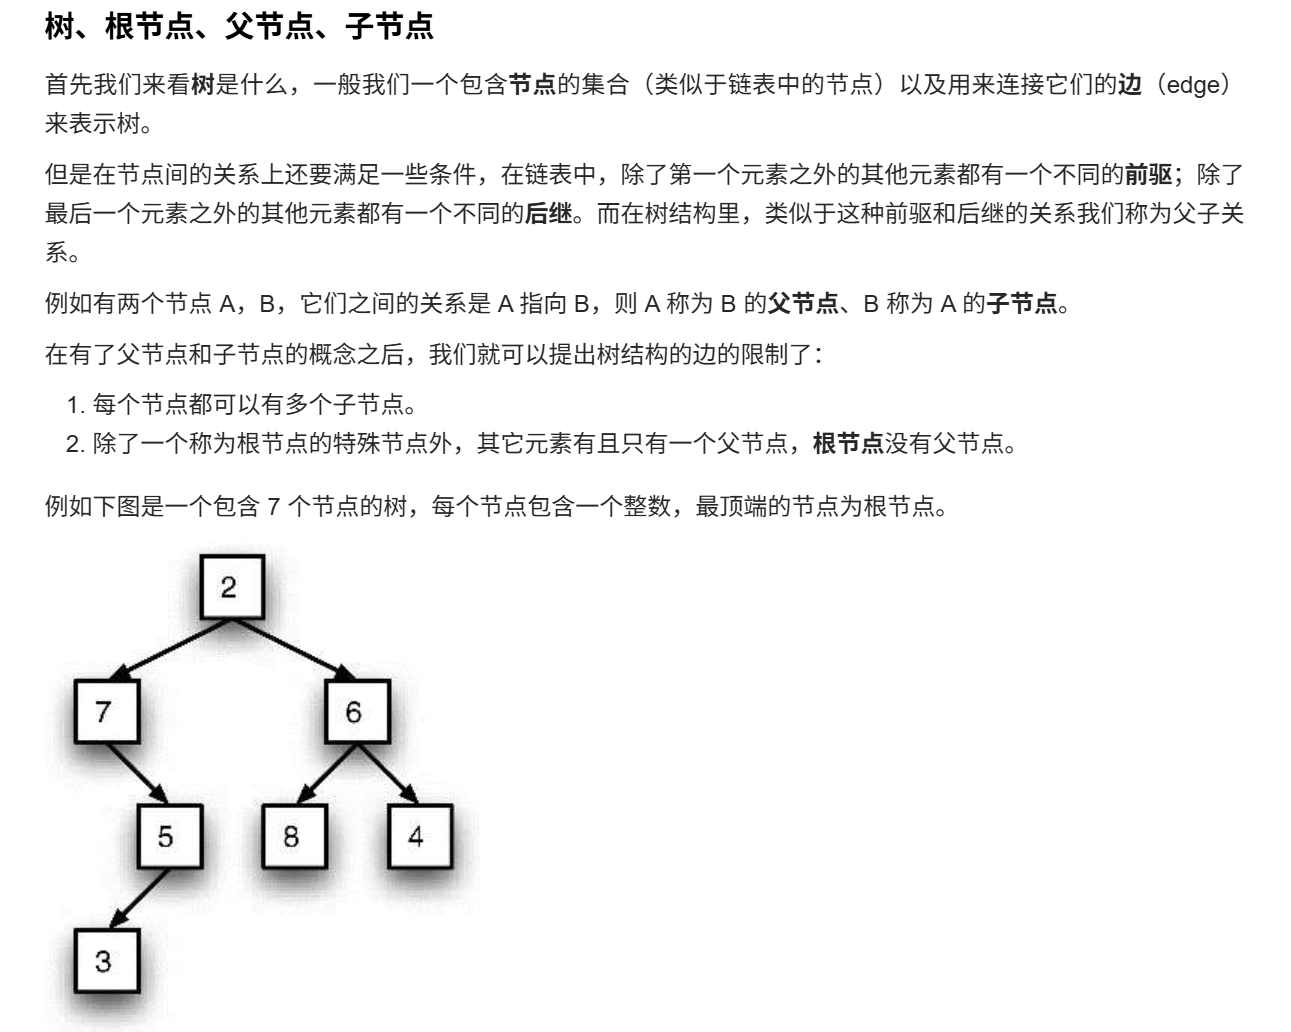 树、根节点、父节点、子节点
首先我们来看树是什么，一般我们一个包含节点的集合（类似于链表中的节点）以及用来连接它们的边（edge）
来表示树。
但是在节点间的关系上还要满足一些条件，在链表中，除了第一个元素之外的其他元素都有一个不同的前驱；除了
最后一个元素之外的其他元素都有一个不同的后继。而在树结构里，类似于这种前驱和后继的关系我们称为父子关
系。
例如有两个节点 A，B，它们之间的关系是 A 指向 B，则 A 称为 B 的父节点、B 称为 A 的子节点。
在有了父节点和子节点的概念之后，我们就可以提出树结构的边的限制了：
1. 每个节点都可以有多个子节点。
2. 除了一个称为根节点的特殊节点外，其它元素有且只有一个父节点，根节点没有父节点。
例如下图是一个包含 7 个节点的树，每个节点包含一个整数，最顶端的节点为根节点。
2
7 6
5 8 4
3